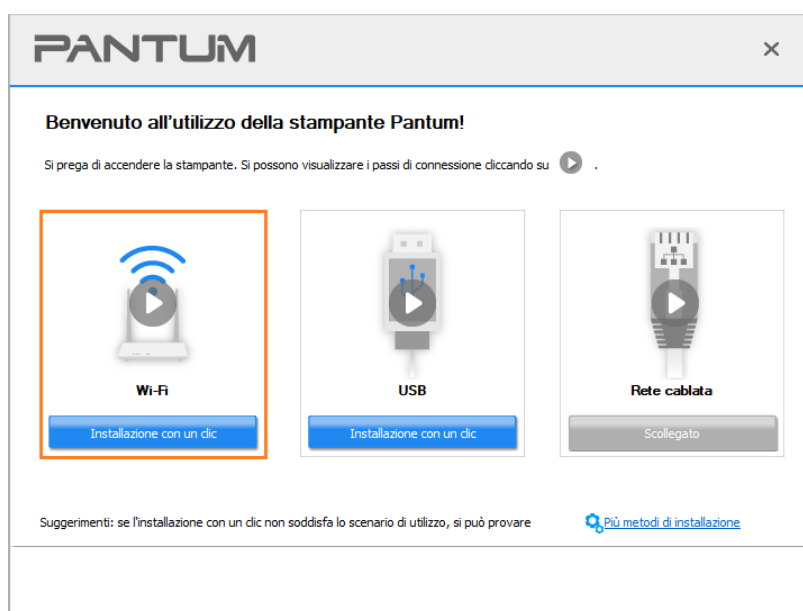 PANTUM
Benvenuto all'utilizzo della stampante Pantum!
Si prega di accendere la stampante. Si possono visualizzare i passi di connessione cliccando su .
Wi-Fi
USB
Rete cablata
Installazione con un clic
Installazione con un clic
Scollegato
Suggerimenti: se l'installazione con un clic non soddisfa lo scenario di utilizzo, si può provare
Più metodi di installazione